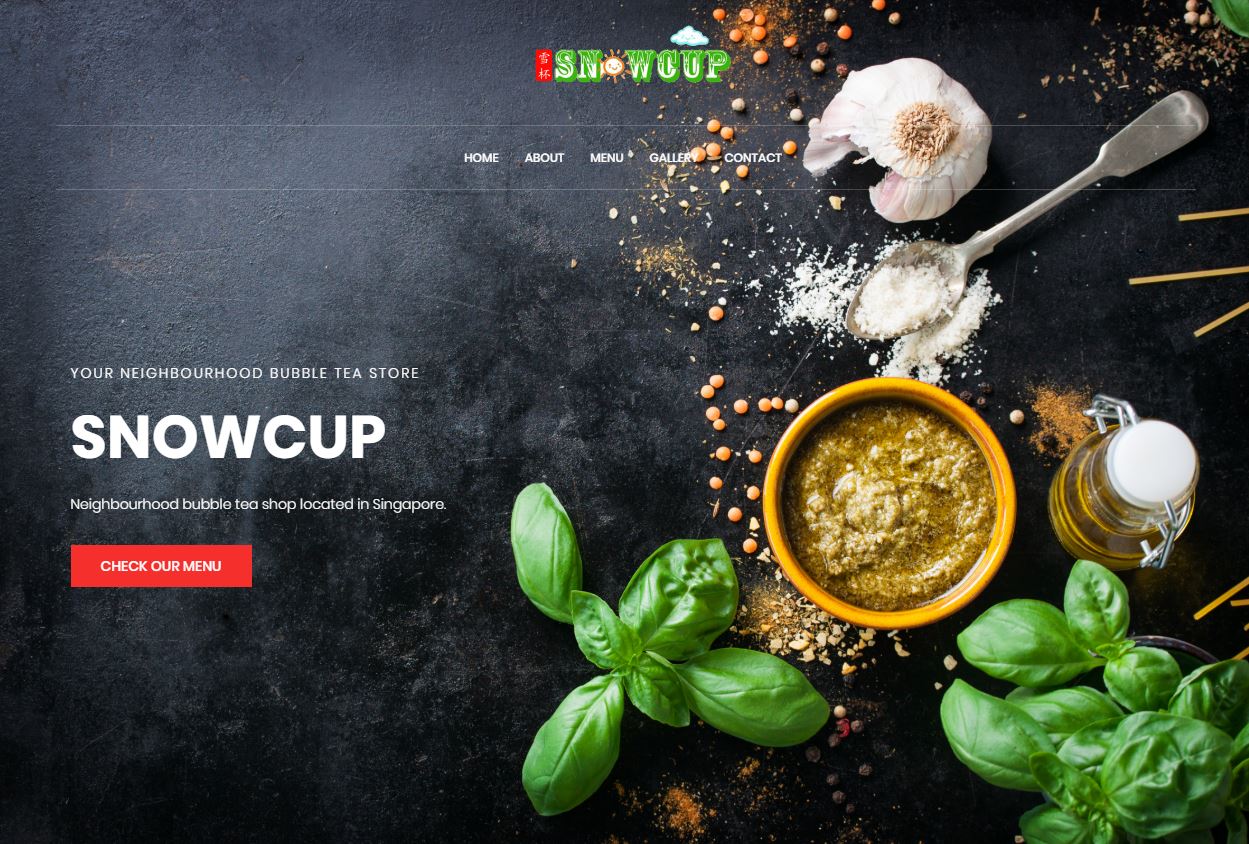 雪杯 SNOWCUP
HOME ABOUT MENU GALLERY CONTACT
YOUR NEIGHBOURHOOD BUBBLE TEA STORE
SNOWCUP
Neighbourhood bubble tea shop located in Singapore.
CHECK OUR MENU